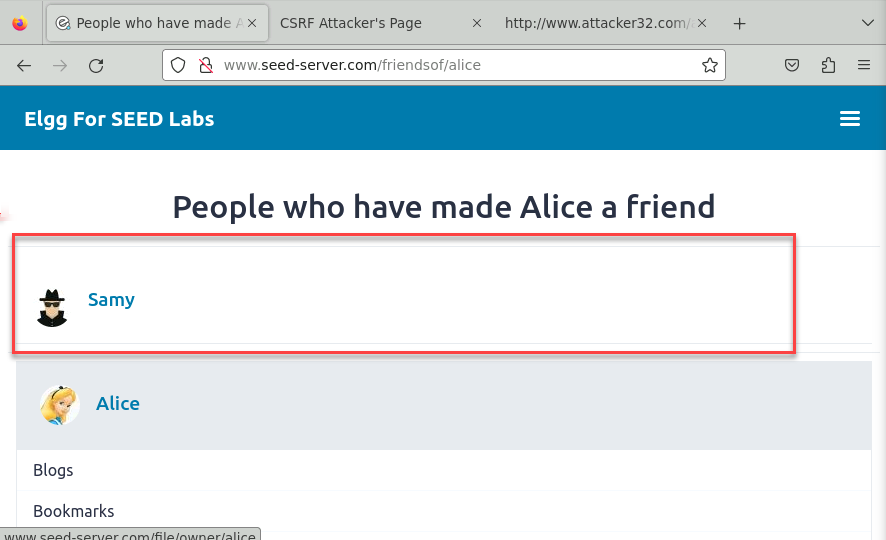 People who have made A
CSRF Attacker's Page
http://www.attacker32.com/
www.seed-server.com/friendsof/alice
Elgg For SEED Labs
People who have made Alice a friend
Samy
Alice
Blogs
Bookmarks
www.seed-server.com/file/owner/alice